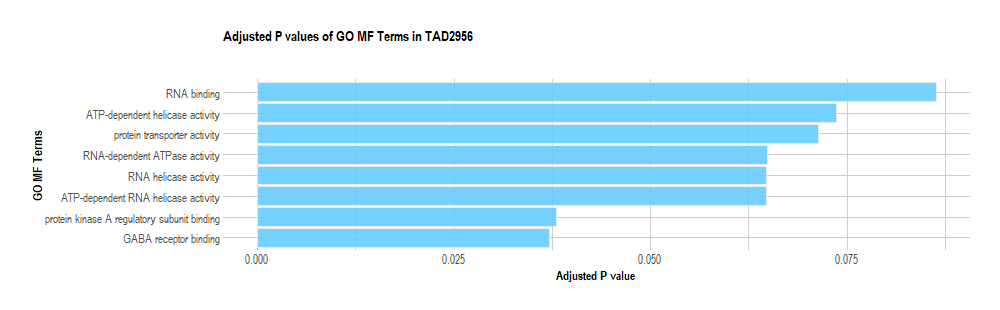 Adjusted P values of GO MF Terms in TAD2956
GO MF Terms
RNA binding
ATP-dependent helicase activity
protein transporter activity
RNA-dependent ATPase activity
RNA helicase activity
ATP-dependent RNA helicase activity
protein kinase A regulatory subunit binding
GABA receptor binding
0.000 0.025 0.050 0.075
Adjusted P value